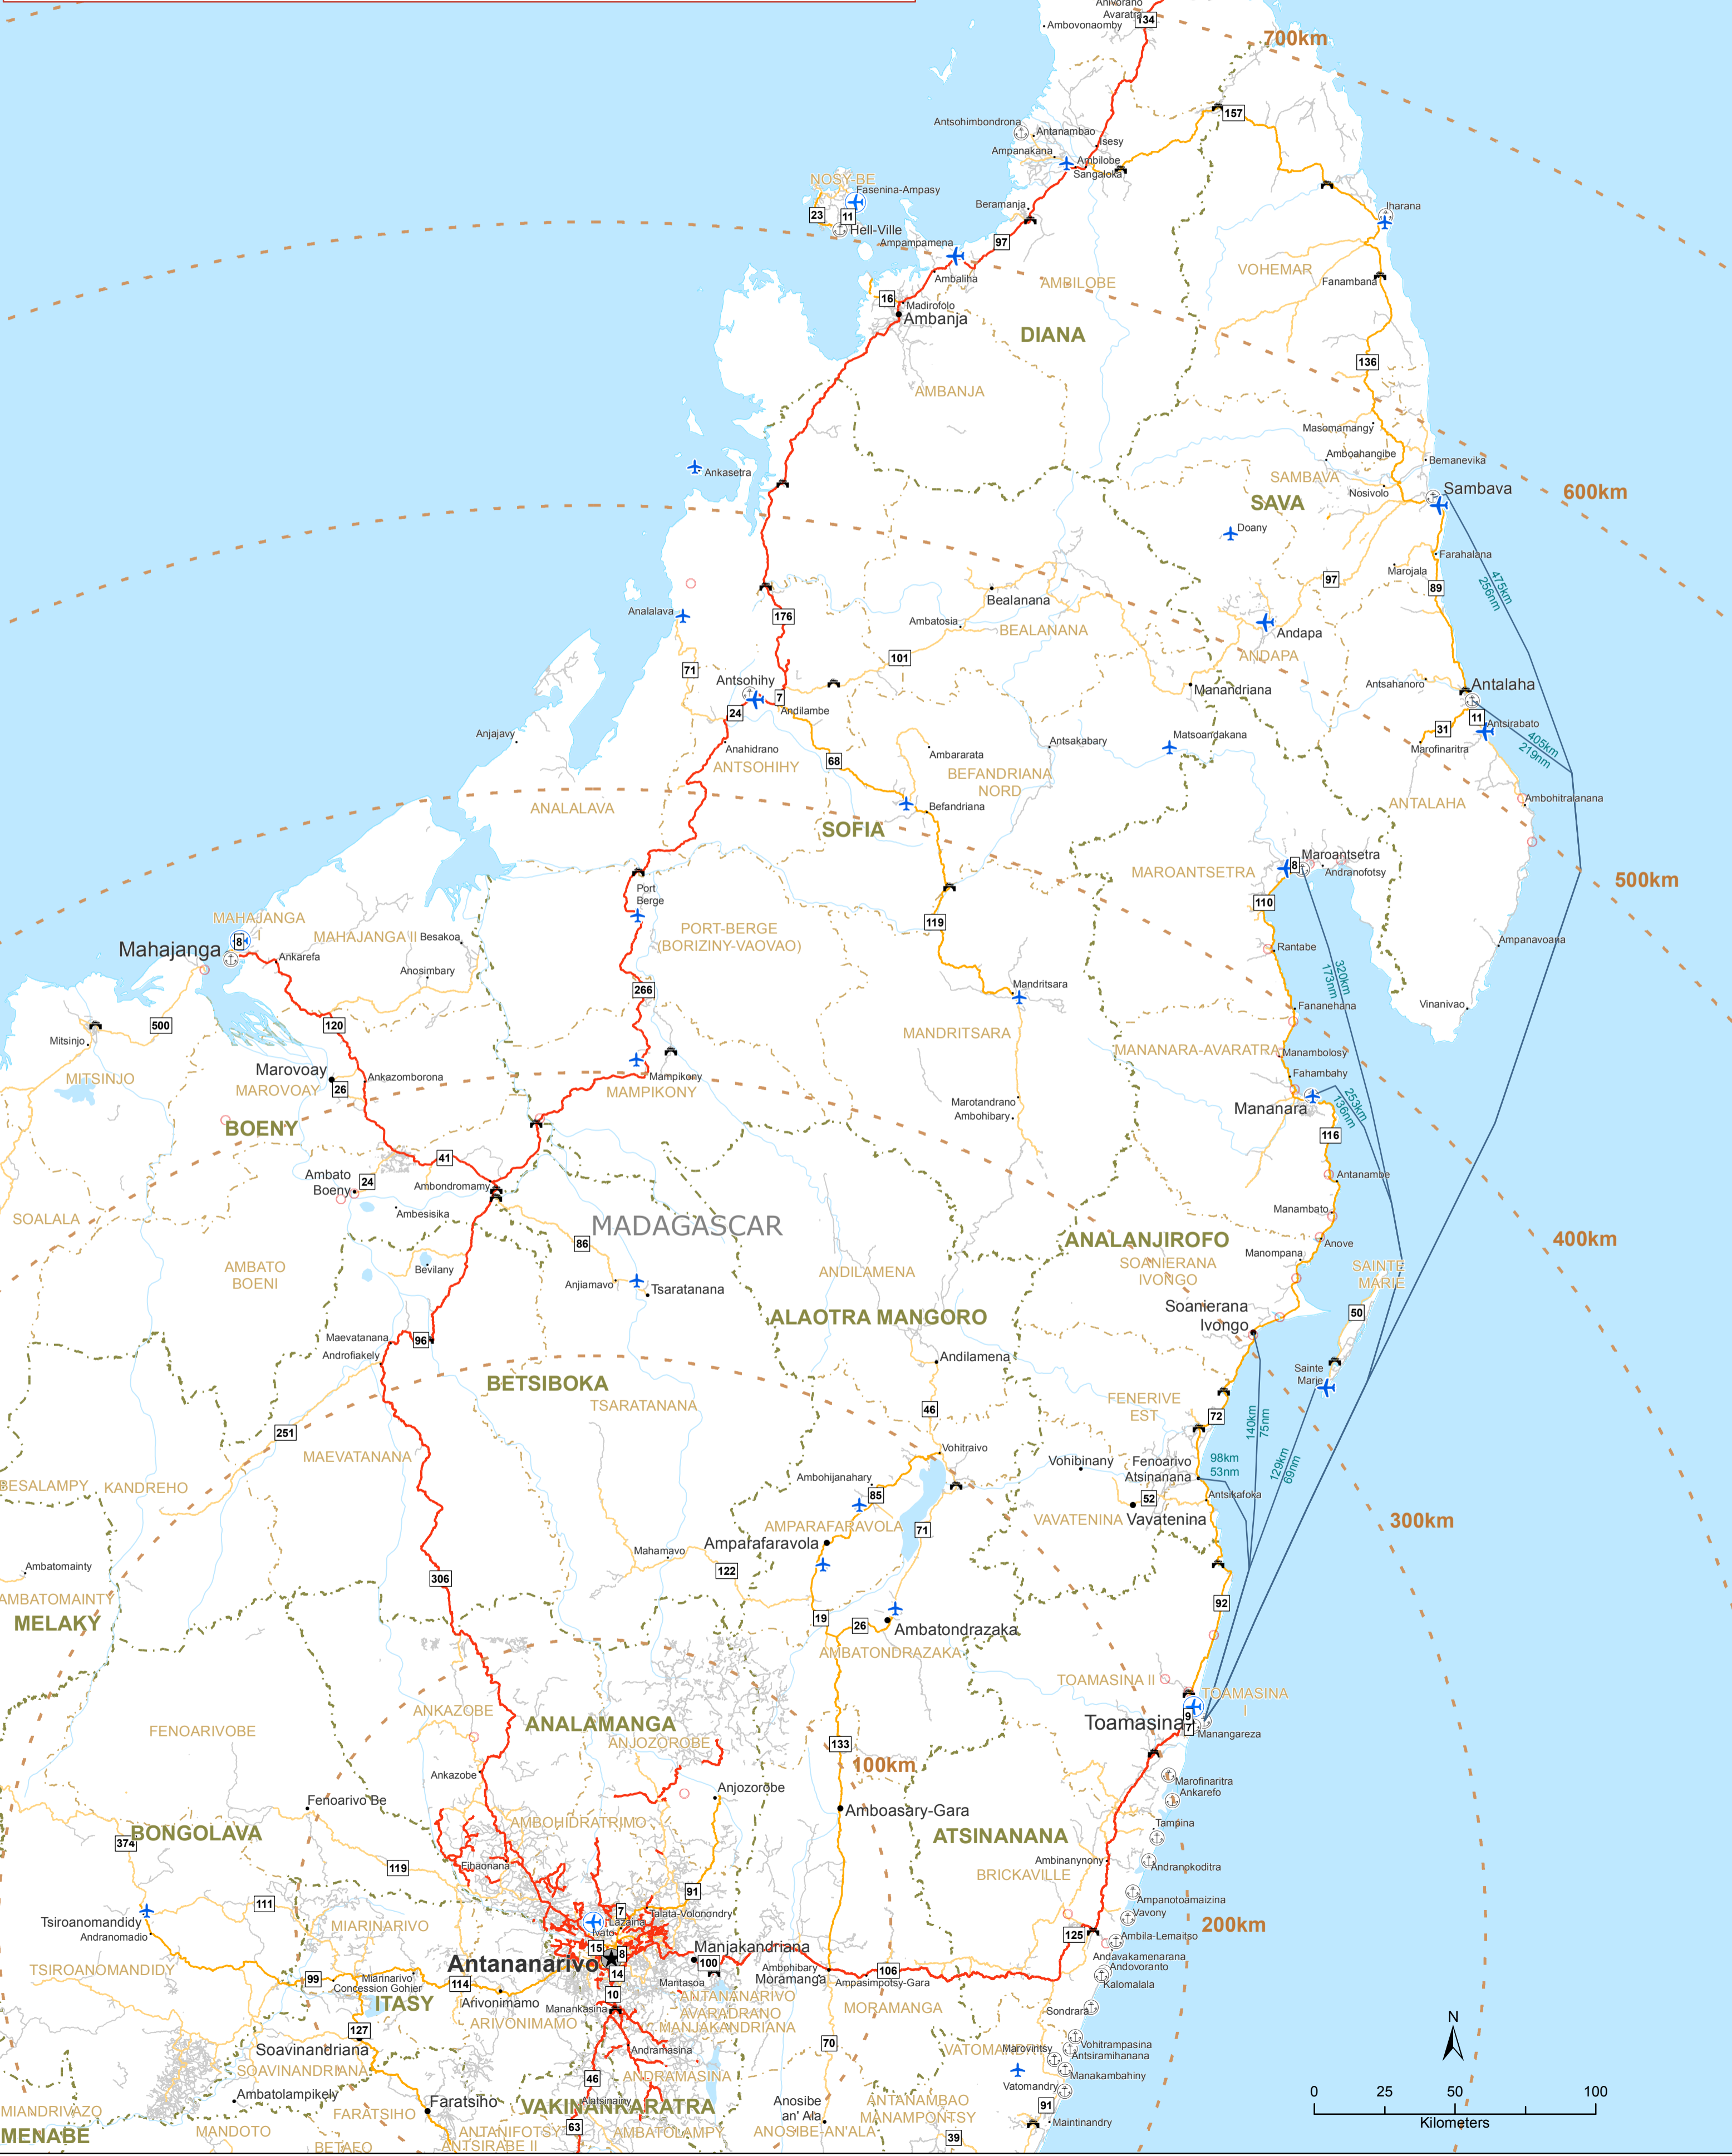 Anivorano
Avaratra
134
Ambovonaomby
700km
157
Antsohimbondrona
Antanambao
Isesy
Ampanakana
Ambilobe
Sangaloka
NOSY-BE
Fasenina-Ampasy
23
11
Hell-Ville
Beramanja
Iharana
Ampampamena
97
VOHEMAR
Ambaliha
AMBILOBE
Fanambana
16
Madirofolo
Ambanja
DIANA
136
AMBANJA
Masomamangy
Amboahangibe
Bemanevika
Ankasetra
SAMBAVA
Nosivolo
Sambava
600km
SAVA
Doany
Farahalana
Marojala
97
89
475km
256nm
Bealanana
Analalava
176
Ambatosia
BEALANANA
Andapa
ANDAPA
101
71
Antsohihy
Antsahanoro
Antalaha
Manandriana
7
24
Andilambe
11
Antsirabato
31
Marofinaritra
405km
219nm
Anjajavy
Anahidrano
Ambararata
Antsakabary
Matsoandakana
68
ANTSOHIHY
BEFANDRIANA
NORD
ANALALAVA
Befandriana
ANTALAHA
Ambohitralanana
SOFIA
Maroantsetra
8
MAROANTSETRA
Andranofotsy
500km
Port
Berge
110
MAHAJANGA
I
8
PORT-BERGE
(BORIZINY-VAOVAO)
119
MAHAJANGA II
Besakoa
Mahajanga
Ankarefa
Rantabe
Ampanavoana
Anosimbary
320km
173nm
266
Mandritsara
Fananehana
Vinanivao
500
120
MANDRITSARA
Mitsinjo
MANANARA-AVARATRA
Manambolosy
Marovoay
Ankazomborona
Mampikony
Fahambahy
MITSINJO
MAROVOAY
26
MAMPIKONY
Marotandrano
Ambohibary
Mananara
253km
136nm
BOENY
116
41
Ambato
Boeny
24
Ambondromamy
Antanambe
Ambesisika
Manambato
SOALALA
MADAGASCAR
86
ANALANJIROFO
Anove
400km
Manompana
AMBATO
BOENI
Bevilany
SOANIERANA
IVONGO
SAINTE
MARIE
Anjiamavo
Tsaratanana
ANDILAMENA
Soanierana
Ivongo
50
ALAOTRA MANGORO
Maevatanana
96
Androfiakely
Andilamena
Sainte
Marie
BETSIBOKA
TSARATANANA
FENERIVE
EST
46
72
140km
75nm
251
MAEVATANANA
Vohitraivo
Vohibinany
Fenoarivo
Atsinanana
98km
53nm
129km
69nm
BESALAMPY
KANDREHO
Ambohijanahary
85
52
Antsikafoka
AMPARAFARAVOLA
71
VAVATENINA
Vavatenina
300km
Amparafaravola
Mahamavo
122
Ambatomainty
306
AMBATOMAINTY
MELAKY
92
19
26
Ambatondrazaka
AMBATONDRAZAKA
TOAMASINA II
TOAMASINA
I
ANKAZOBE
ANALAMANGA
Toamasina
9
7
Manangareza
FENOARIVOBE
ANJOZOROBE
133
100km
Ankazobe
Marofinaritra
Ankarefo
Anjozorobe
Fenoarivo Be
Amboasary-Gara
AMBOHIDRATRIMO
Tampina
374
BONGOLAVA
ATSINANANA
119
Fihaonana
Ambinanynony
Andranokoditra
BRICKAVILLE
91
Ampanotoamaizina
111
7
Talata-Volonondry
Vavony
Tsiroanomandidy
Andranomadio
MIARINARIVO
Lazaina
Ivato
125
200km
Ambila-Lemaitso
15
8
Manjakandriana
Antananarivo
100
Andavakamenarana
Andovoranto
TSIROANOMANDIDY
Ambohibary
Moramanga
106
Ampasimpotsy-Gara
99
Miarinarivo
Concession Gohier
114
14
Mantasoa
Kalomalala
10
ITASY
Arivonimamo
Manankasina
ANTANANARIVO
AVARADRANO
MORAMANGA
Sondrara
ARIVONIMAMO
MANJAKANDRIANA
127
N
Soavinandriana
70
Andramasina
Vohitrampasina
Marovintsy
VATOMANDRY
Antsiramihanana
SOAVINANDRIANA
ANDRAMASINA
Manakambahiny
46
Vatomandry
Ambatolampikely
Faratsiho
Alatsinainy
VAKINANKARATRA
Anosibe
an' Ala
ANTANAMBAO
MANAMPONTSY
91
0 25 50 100
Kilometers
MIANDRIVAZO
FARATSIHO
Maintinandry
63
MENABE
MANDOTO
ANTANIFOTSY
AMBATOLAMPY
ANOSIBE-AN'ALA
39
BETAFO
ANTSIRABE II